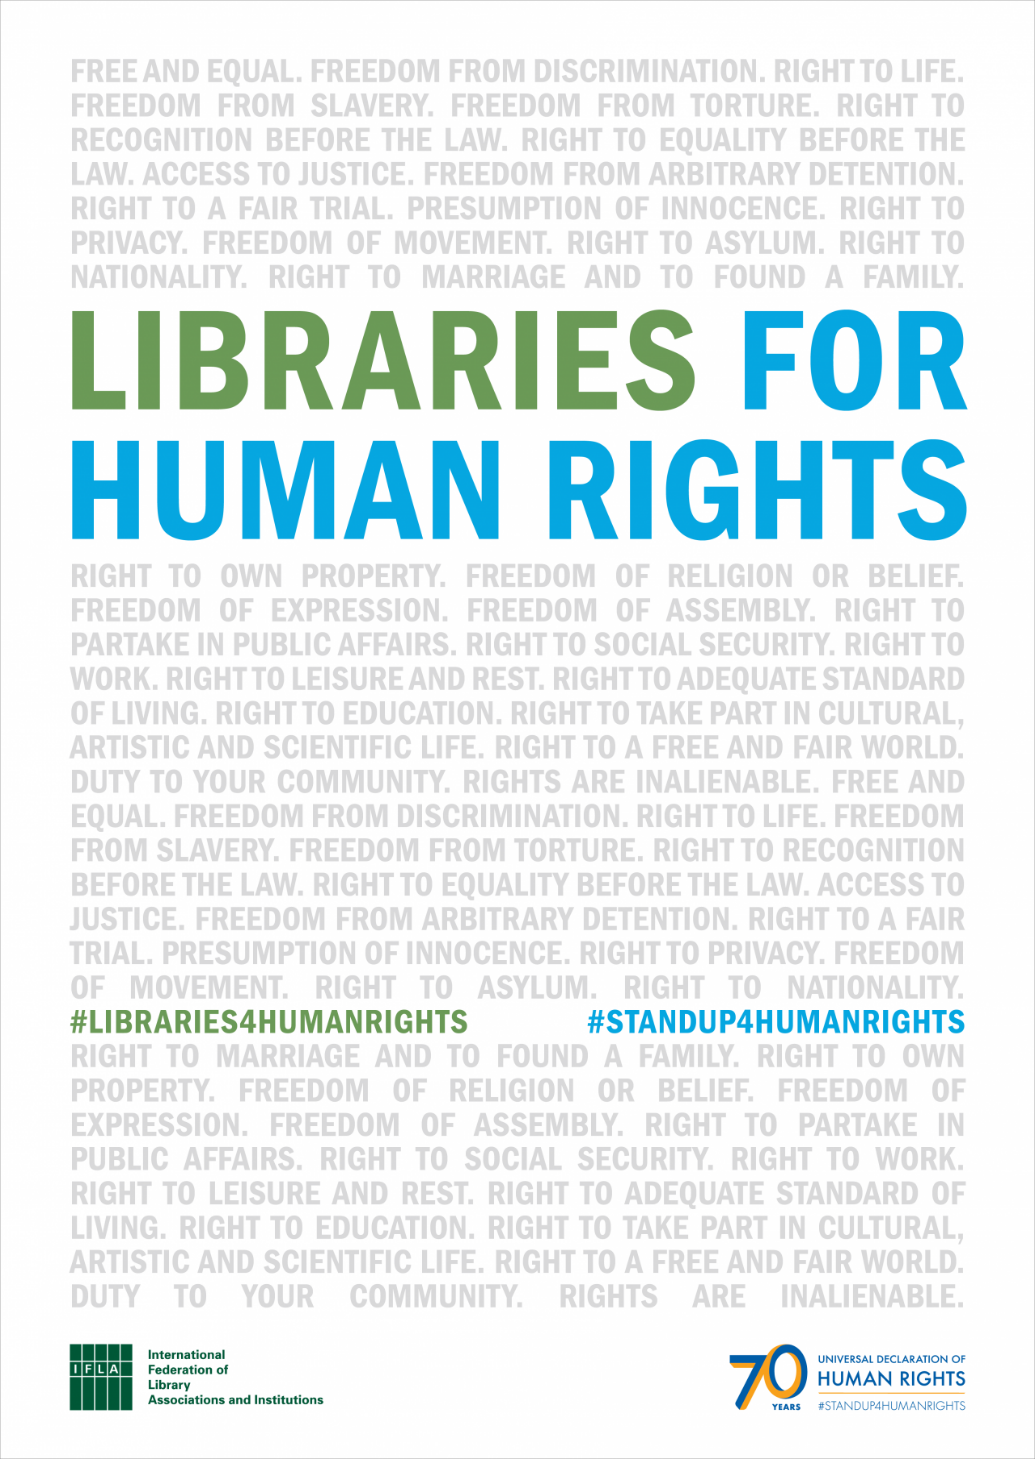 FREE AND EQUAL. FREEDOM FROM DISCRIMINATION. RIGHT TO LIFE.
FREEDOM FROM SLAVERY. FREEDOM FROM TORTURE. RIGHT TO
RECOGNITION BEFORE THE LAW. RIGHT TO EQUALITY BEFORE THE
LAW. ACCESS TO JUSTICE. FREEDOM FROM ARBITRARY DETENTION.
RIGHT TO A FAIR TRIAL. PRESUMPTION OF INNOCENCE. RIGHT TO
PRIVACY. FREEDOM OF MOVEMENT. RIGHT TO ASYLUM. RIGHT TO
NATIONALITY. RIGHT TO MARRIAGE AND TO FOUND A FAMILY.
LIBRARIES FOR
HUMAN RIGHTS
RIGHT TO OWN PROPERTY. FREEDOM OF RELIGION OR BELIEF.
FREEDOM OF EXPRESSION. FREEDOM OF ASSEMBLY. RIGHT TO
PARTAKE IN PUBLIC AFFAIRS. RIGHT TO SOCIAL SECURITY. RIGHT TO
WORK. RIGHT TO LEISURE AND REST. RIGHT TO ADEQUATE STANDARD
OF LIVING. RIGHT TO EDUCATION. RIGHT TO TAKE PART IN CULTURAL,
ARTISTIC AND SCIENTIFIC LIFE. RIGHT TO A FREE AND FAIR WORLD.
DUTY TO YOUR COMMUNITY. RIGHTS ARE INALIENABLE. FREE AND
EQUAL. FREEDOM FROM DISCRIMINATION. RIGHT TO LIFE. FREEDOM
FROM SLAVERY. FREEDOM FROM TORTURE. RIGHT TO RECOGNITION
BEFORE THE LAW. RIGHT TO EQUALITY BEFORE THE LAW. ACCESS TO
JUSTICE. FREEDOM FROM ARBITRARY DETENTION. RIGHT TO A FAIR
TRIAL. PRESUMPTION OF INNOCENCE. RIGHT TO PRIVACY. FREEDOM
OF MOVEMENT. RIGHT TO ASYLUM. RIGHT TO NATIONALITY.
#LIBRARIES4HUMANRIGHTS #STANDUP4HUMANRIGHTS
RIGHT TO MARRIAGE AND TO FOUND A FAMILY. RIGHT TO OWN
PROPERTY. FREEDOM OF RELIGION OR BELIEF. FREEDOM OF
EXPRESSION. FREEDOM OF ASSEMBLY. RIGHT TO PARTAKE IN
PUBLIC AFFAIRS. RIGHT TO SOCIAL SECURITY. RIGHT TO WORK.
RIGHT TO LEISURE AND REST. RIGHT TO ADEQUATE STANDARD OF
LIVING. RIGHT TO EDUCATION. RIGHT TO TAKE PART IN CULTURAL,
ARTISTIC AND SCIENTIFIC LIFE. RIGHT TO A FREE AND FAIR WORLD.
DUTY TO YOUR COMMUNITY. RIGHTS ARE INALIENABLE.
IFLA
International
Federation of
Library
Associations and Institutions
70
YEARS
UNIVERSAL DECLARATION OF
HUMAN RIGHTS
#STANDUP4HUMANRIGHTS